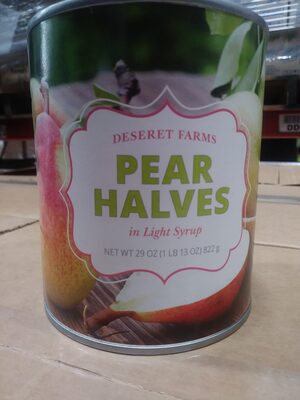 DESERET FARMS
PEAR
HALVES
in Light Syrup
NET WT 29 OZ (1 LB 13 OZ) 822 g